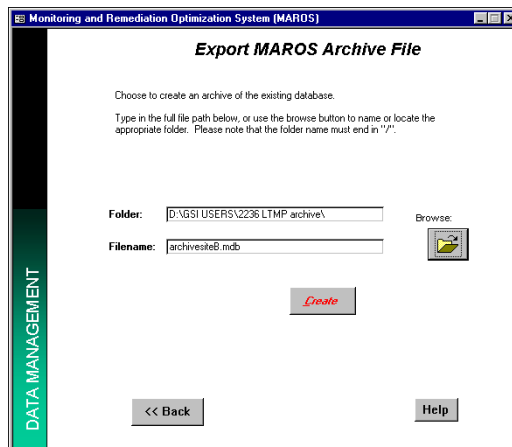 Monitoring and Remediation Optimization System (MAROS)
Export MAROS Archive File
Choose to create an archive of the existing database.
Type in the full file path below, or use the browse button to name or locate the
appropriate folder. Please note that the folder name must end in "/".
Folder:
D:\GSI USERS\2236 LTMP archive\
Browse:
Filename:
archivesiteB.mdb
Create
DATA MANAGEMENT
<< Back
Help